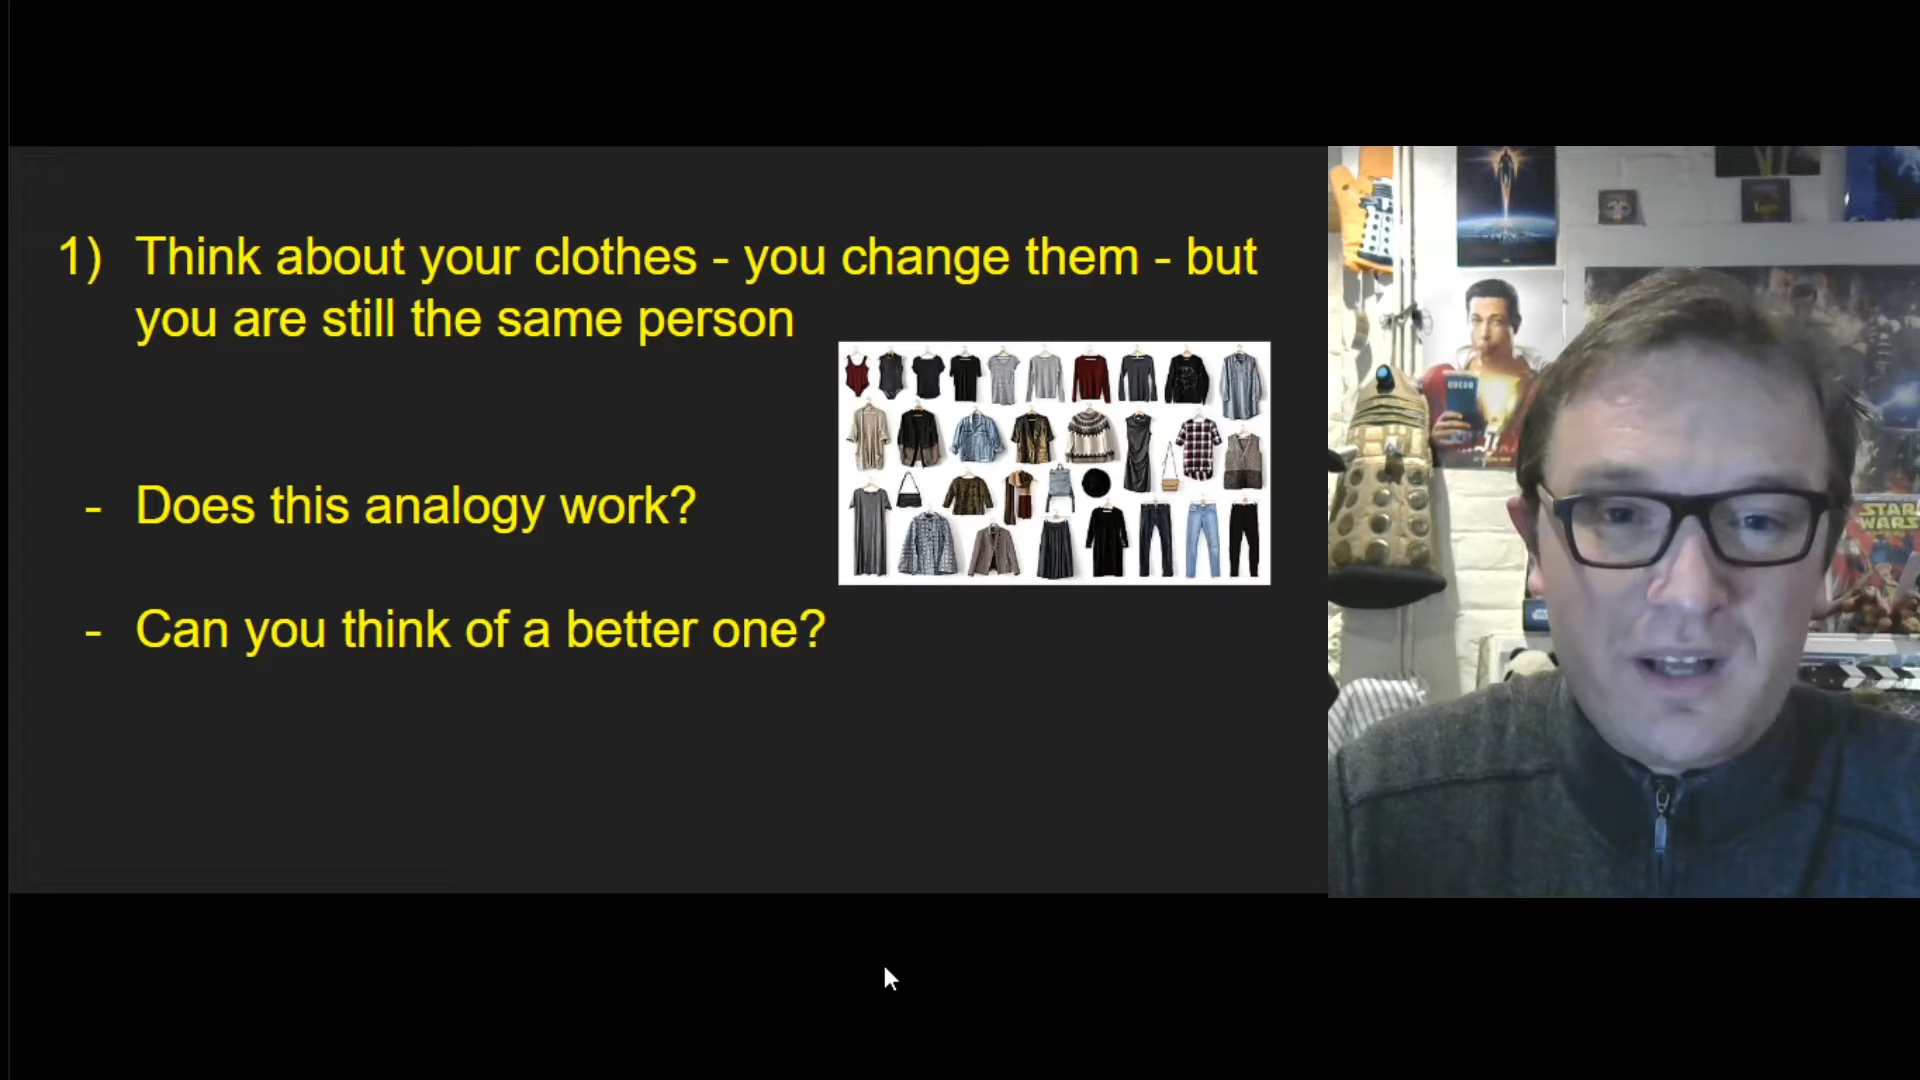 1) Think about your clothes - you change them - but
you are still the same person
- Does this analogy work?
- Can you think of a better one?
STAR
WARS